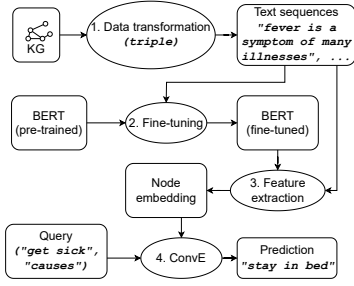 KG
1. Data transformation
(triple)
Text sequences
"fever is a
symptom of many
illnesses", ...
BERT
(pre-trained)
2. Fine-tuning
BERT
(fine-tuned)
Node
embedding
3. Feature
extraction
Query
("get sick",
"causes")
4. ConvE
Prediction
"stay in bed"